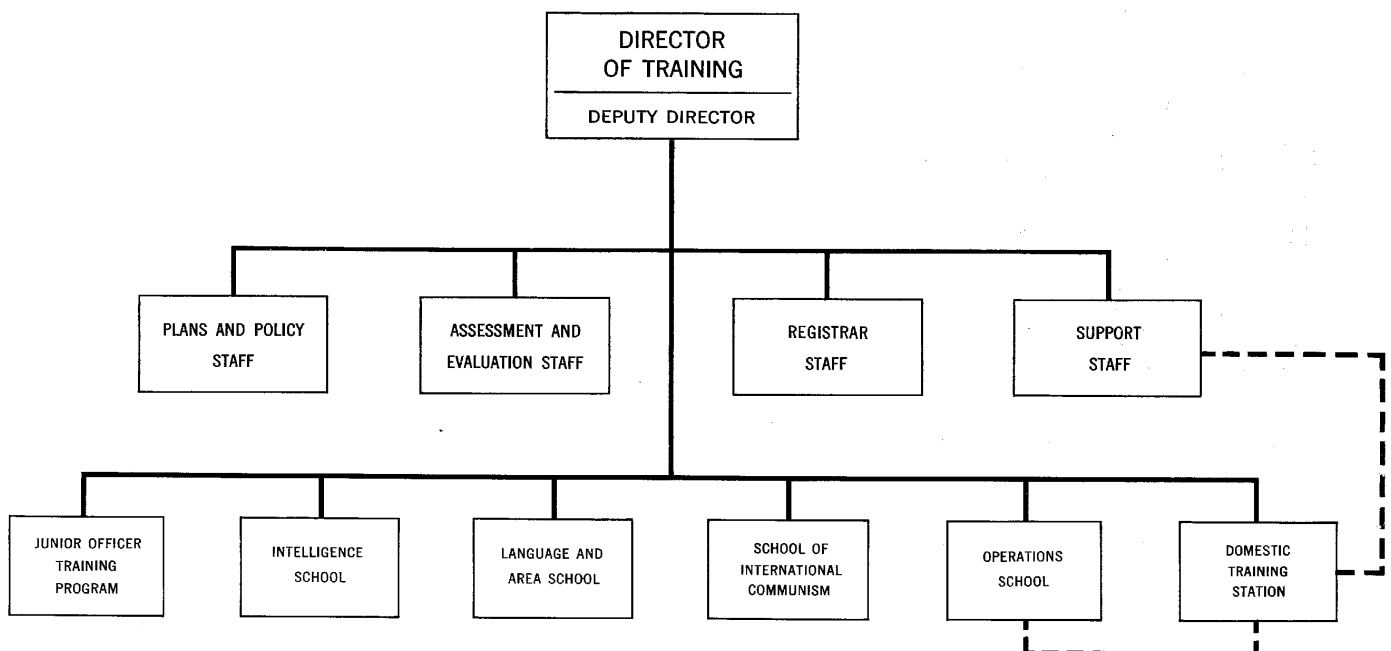 DIRECTOR
OF TRAINING
DEPUTY DIRECTOR
PLANS AND POLICY
STAFF
ASSESSMENT AND
EVALUATION STAFF
REGISTRAR
STAFF
SUPPORT
STAFF
JUNIOR OFFICER
TRAINING
PROGRAM
INTELLIGENCE
SCHOOL
LANGUAGE AND
AREA SCHOOL
SCHOOL OF
INTERNATIONAL
COMMUNISM
OPERATIONS
SCHOOL
DOMESTIC
TRAINING
STATION